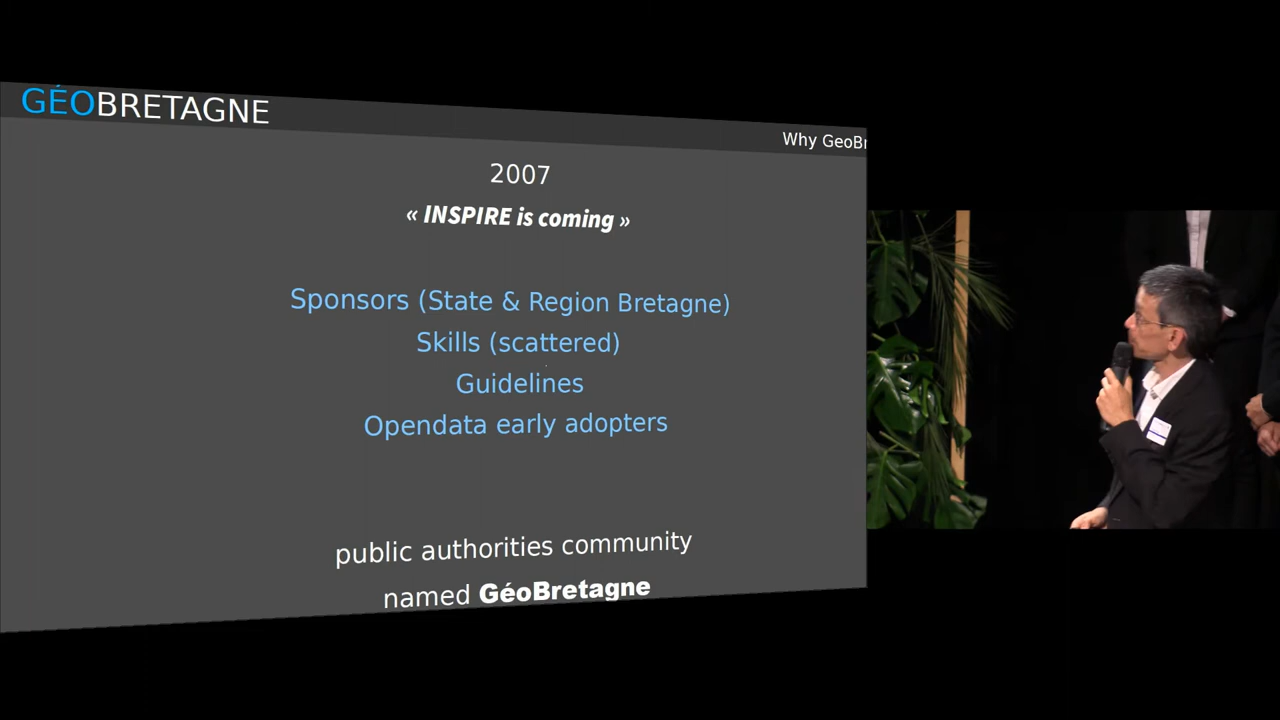 GÉOBRETAGNE
Why GeoBr
2007
« INSPIRE is coming »
Sponsors (State & Region Bretagne)
Skills (scattered)
Guidelines
Opendata early adopters
public authorities community
named GéoBretagne